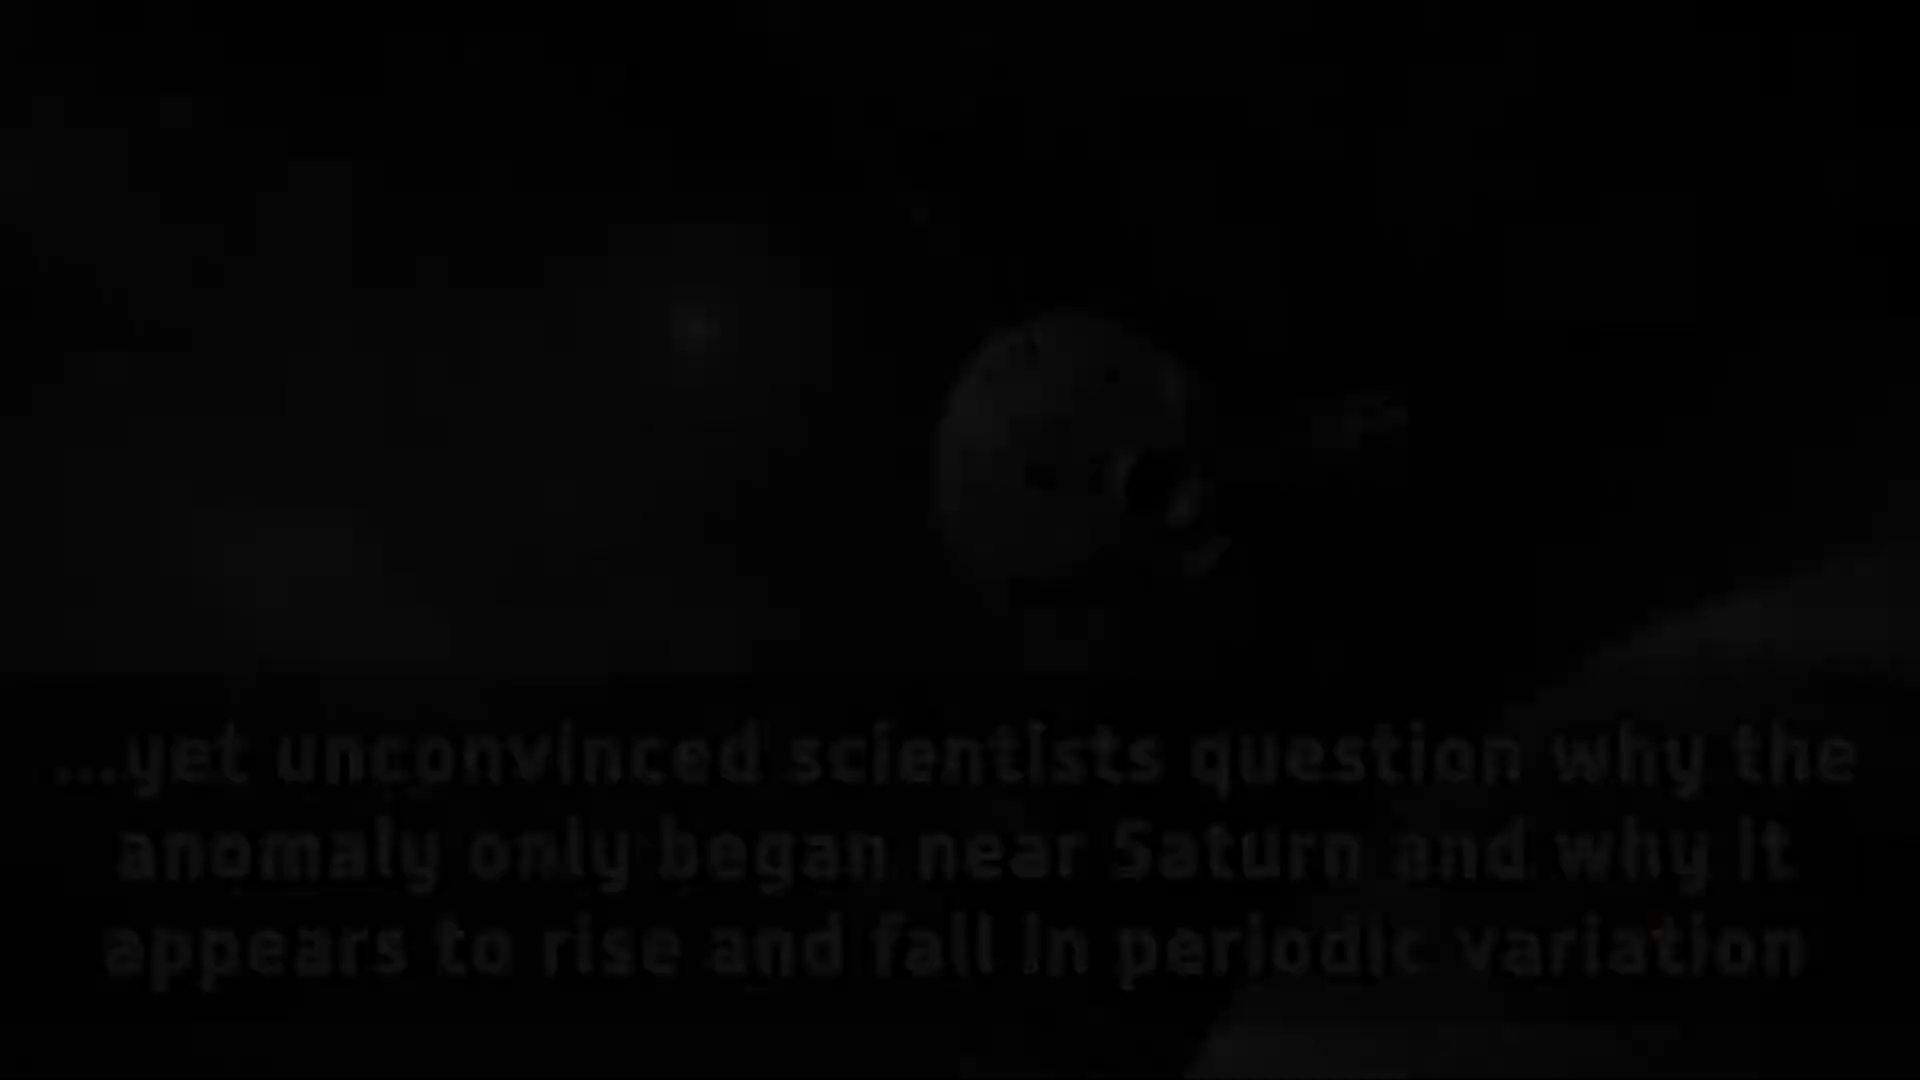 ...yet unconvinced scientists question why the
anomaly only began near Saturn and why it
appears to rise and fall in periodic variation